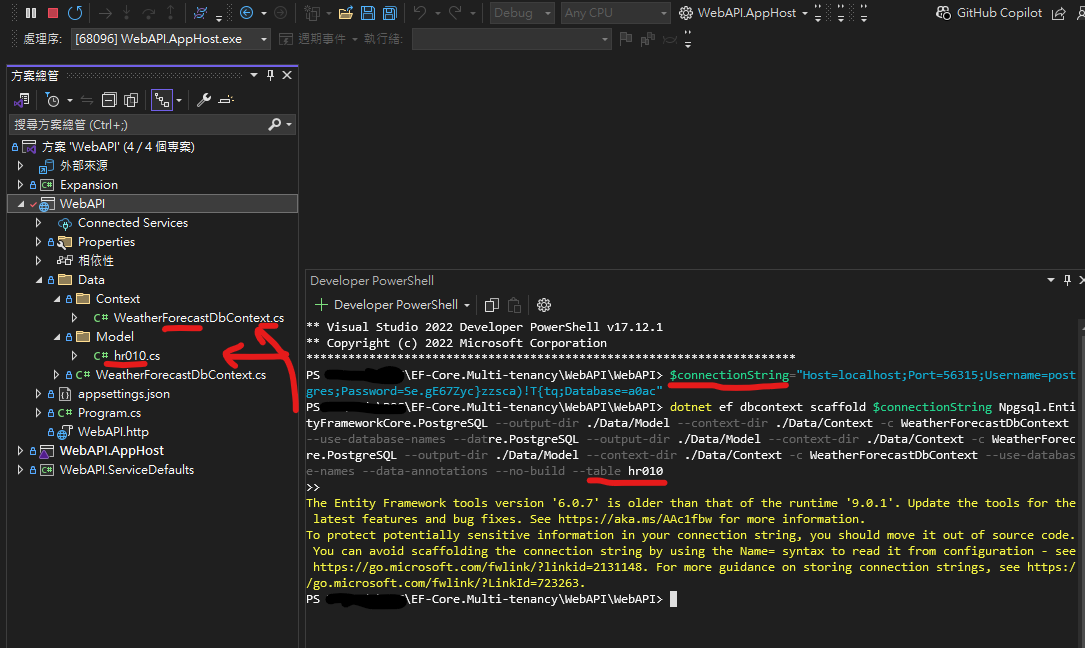 Debug
Any CPU
WebAPI.AppHost
GitHub Copilot
處理序:
[68096] WebAPI.AppHost.exe
週期事件
執行緒:
方案總管
搜尋方案總管 (Ctrl+;)
方案 'WebAPI' (4 / 4 個專案)
外部來源
Expansion
WebAPI
Connected Services
Properties
相依性
Data
Context
WeatherForecastDbContext.cs
Model
hr010.cs
WeatherForecastDbContext.cs
appsettings.json
Program.cs
WebAPI.http
WebAPI.AppHost
WebAPI.ServiceDefaults
Developer PowerShell
Developer PowerShell
** Visual Studio 2022 Developer PowerShell v17.12.1
** Copyright (c) 2022 Microsoft Corporation
**********************************************************************
PS \EF-Core.Multi-tenancy\WebAPI\WebAPI> $connectionString="Host=localhost;Port=56315;Username=post
gres;Password=Se.gE67Zyc}zzsca)!T{tq;Database=a0ac"
PS \EF-Core.Multi-tenancy\WebAPI\WebAPI> dotnet ef dbcontext scaffold $connectionString Npgsql.Enti
tyFrameworkCore.PostgreSQL --output-dir ./Data/Model --context-dir ./Data/Context -c WeatherForecastDbContext
--use-database-names --datre.PostgreSQL --output-dir ./Data/Model --context-dir ./Data/Context -c WeatherForec
re.PostgreSQL --output-dir ./Data/Model --context-dir ./Data/Context -c WeatherForecastDbContext --use-databas
e-names --data-annotations --no-build --table hr010
>>
The Entity Framework tools version '6.0.7' is older than that of the runtime '9.0.1'. Update the tools for the
latest features and bug fixes. See https://aka.ms/AAc1fbw for more information.
To protect potentially sensitive information in your connection string, you should move it out of source code.
You can avoid scaffolding the connection string by using the Name= syntax to read it from configuration - see
https://go.microsoft.com/fwlink/?linkid=2131148. For more guidance on storing connection strings, see https:/
/go.microsoft.com/fwlink/?LinkId=723263.
PS \EF-Core.Multi-tenancy\WebAPI\WebAPI>